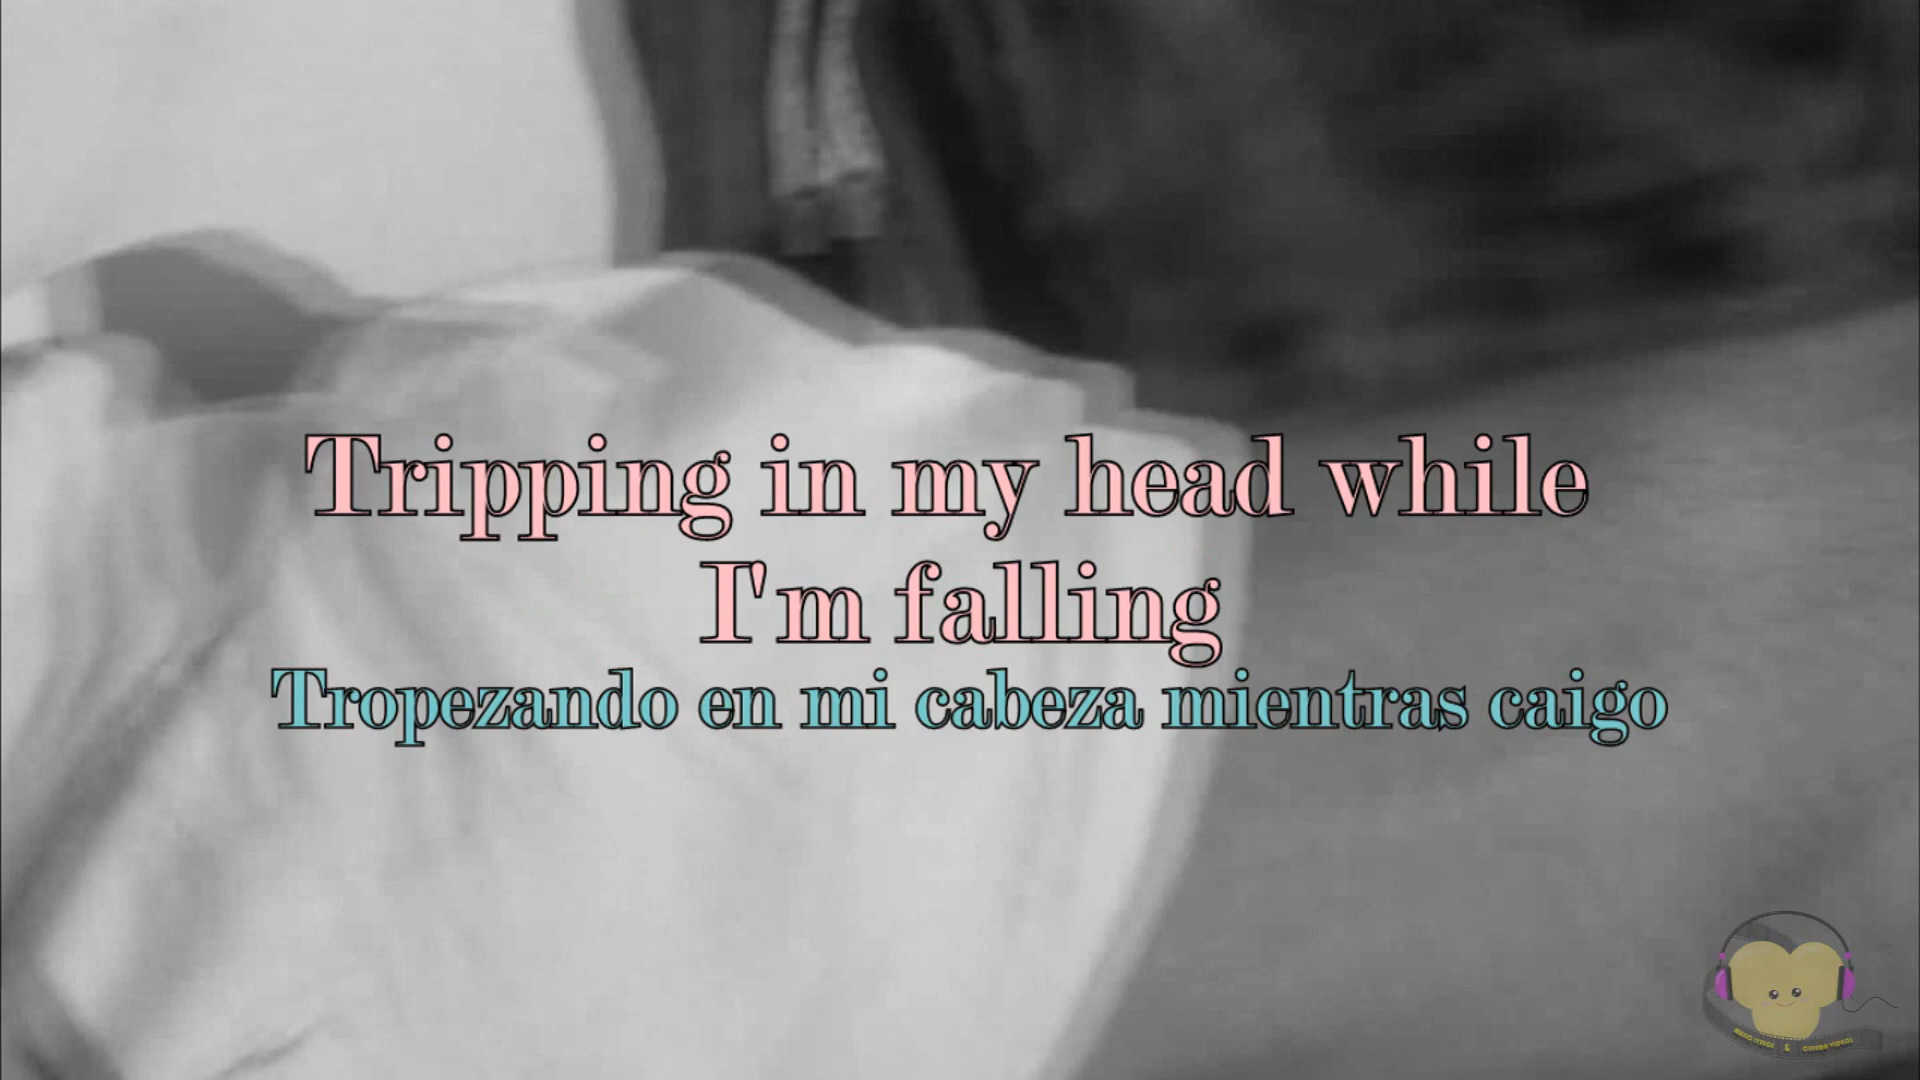 Tripping in my head while
I'm falling
Tropezando en mi cabeza mientras caigo